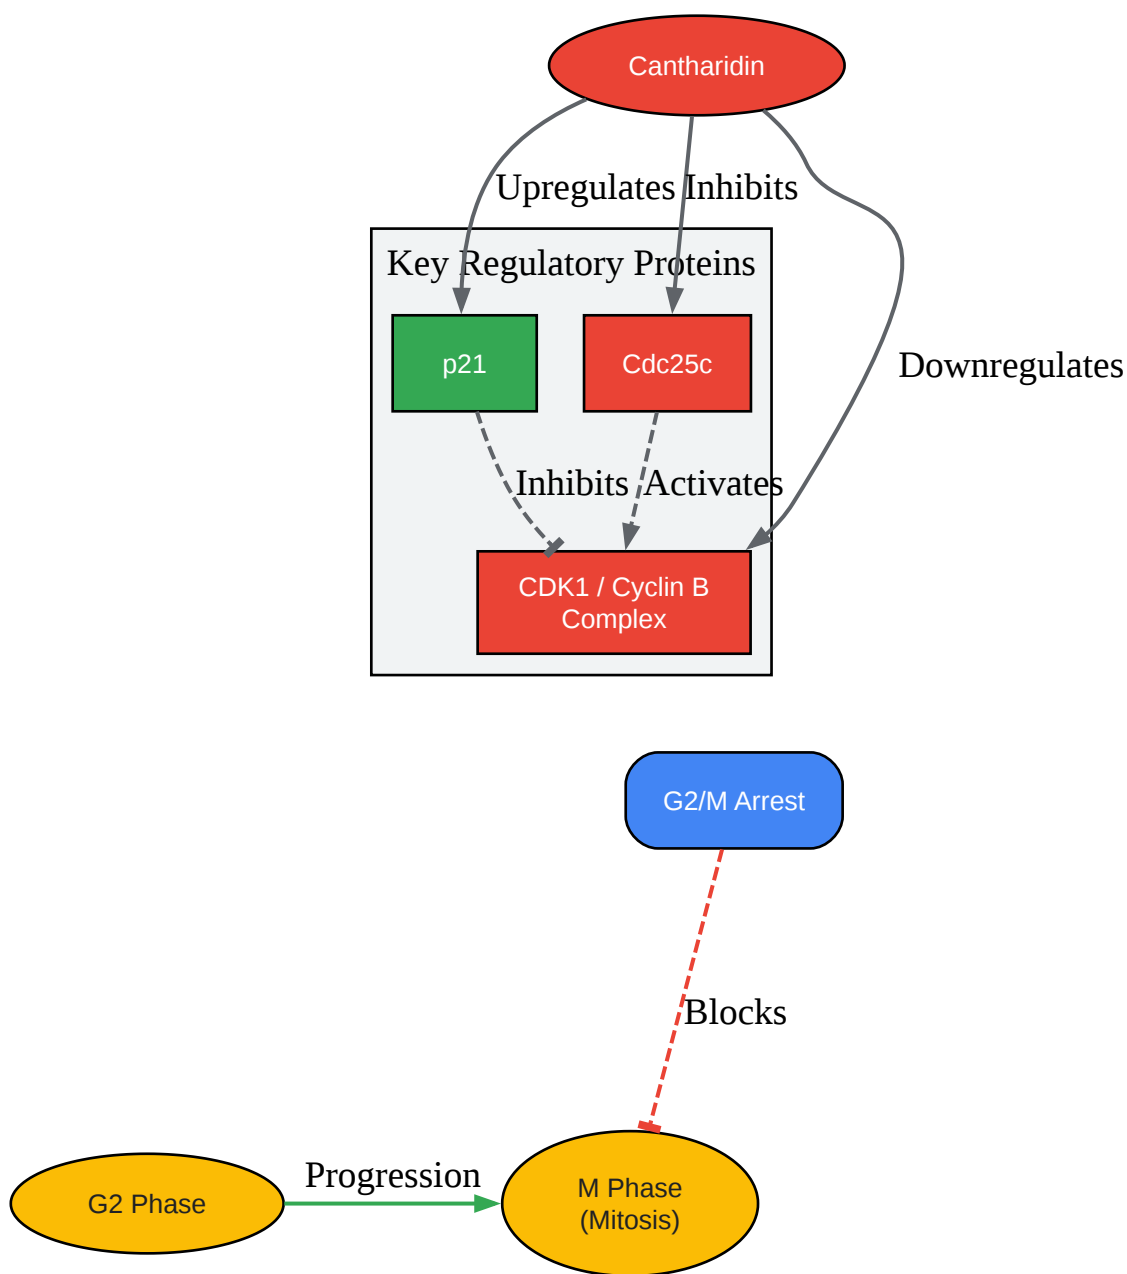 Cantharidin
Upregulates
Inhibits
Key Regulatory Proteins
p21
Cdc25c
Downregulates
Inhibits
Activates
CDK1 / Cyclin B
Complex
G2/M Arrest
Blocks
Progression
G2 Phase
M Phase
(Mitosis)